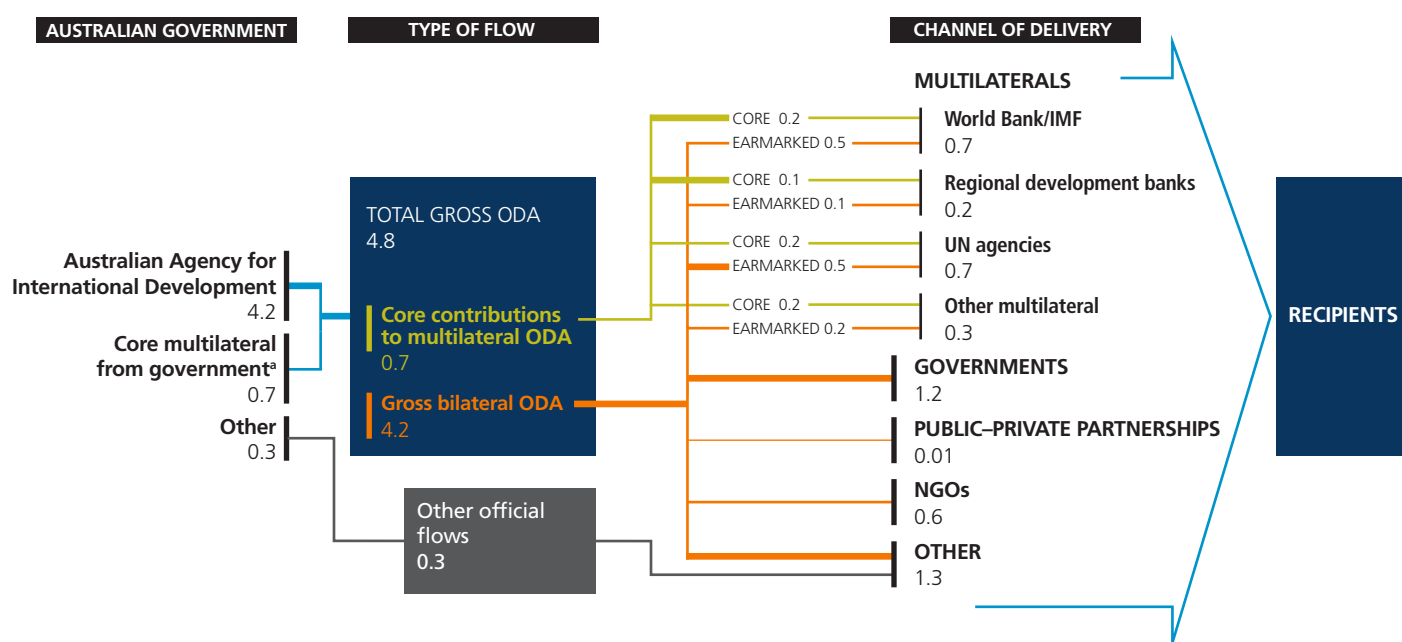 AUSTRALIAN GOVERNMENT
TYPE OF FLOW
CHANNEL OF DELIVERY
Australian Agency for
International Development
4.2
Core multilateral
from governmentª
0.7
Other
0.3
TOTAL GROSS ODA
4.8
Core contributions
to multilateral ODA
0.7
Gross bilateral ODA
4.2
Other official
flows
0.3
CORE 0.2
EARMARKED 0.5
CORE 0.1
EARMARKED 0.1
CORE 0.2
EARMARKED 0.5
CORE 0.2
EARMARKED 0.2
MULTILATERALS
World Bank/IMF
0.7
Regional development banks
0.2
UN agencies
0.7
Other multilateral
0.3
GOVERNMENTS
1.2
PUBLIC–PRIVATE PARTNERSHIPS
0.01
NGOs
0.6
OTHER
1.3
RECIPIENTS